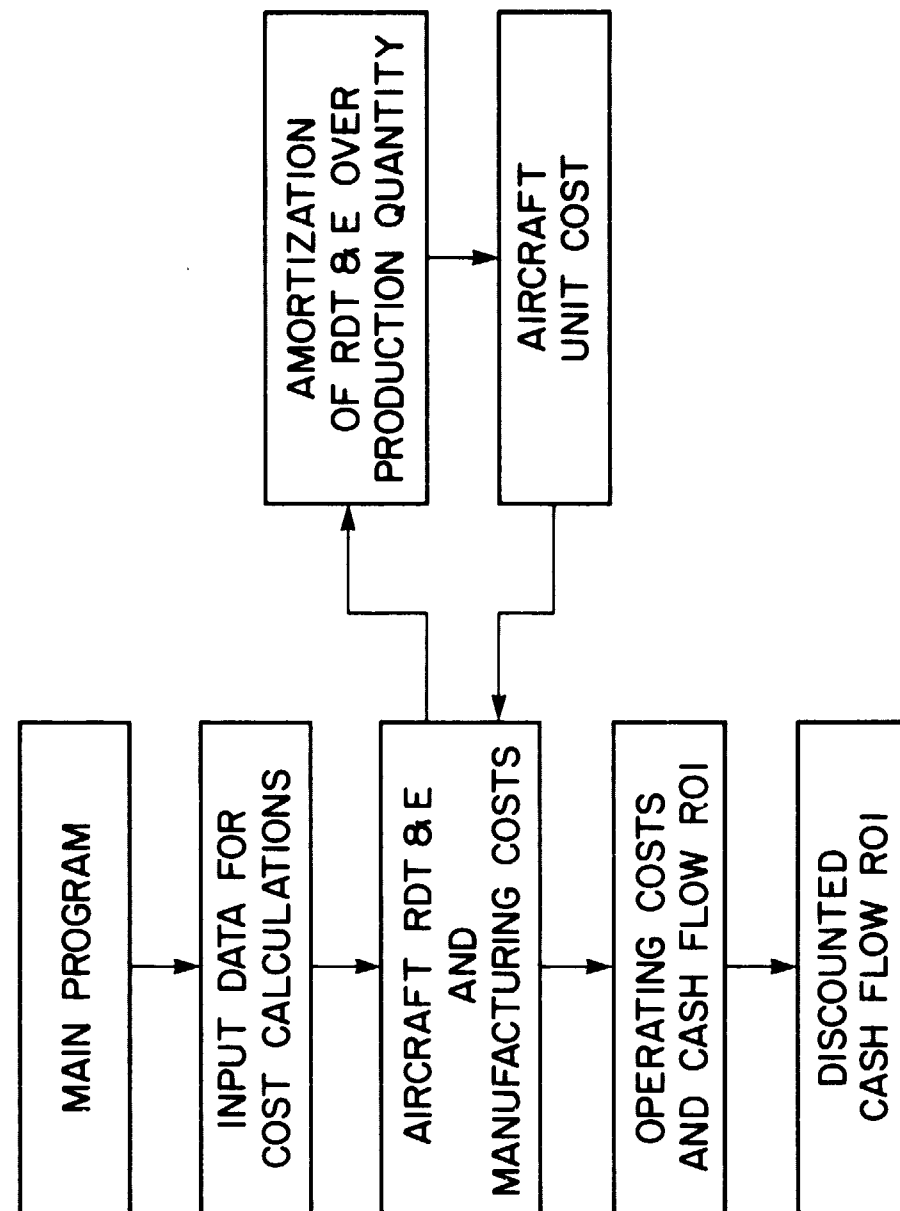 MAIN PROGRAM
INPUT DATA FOR
COST CALCULATIONS
AIRCRAFT RDT & E
AND
MANUFACTURING COSTS
OPERATING COSTS
AND CASH FLOW ROI
DISCOUNTED
CASH FLOW ROI
AMORTIZATION
OF RDT & E OVER
PRODUCTION QUANTITY
AIRCRAFT
UNIT COST